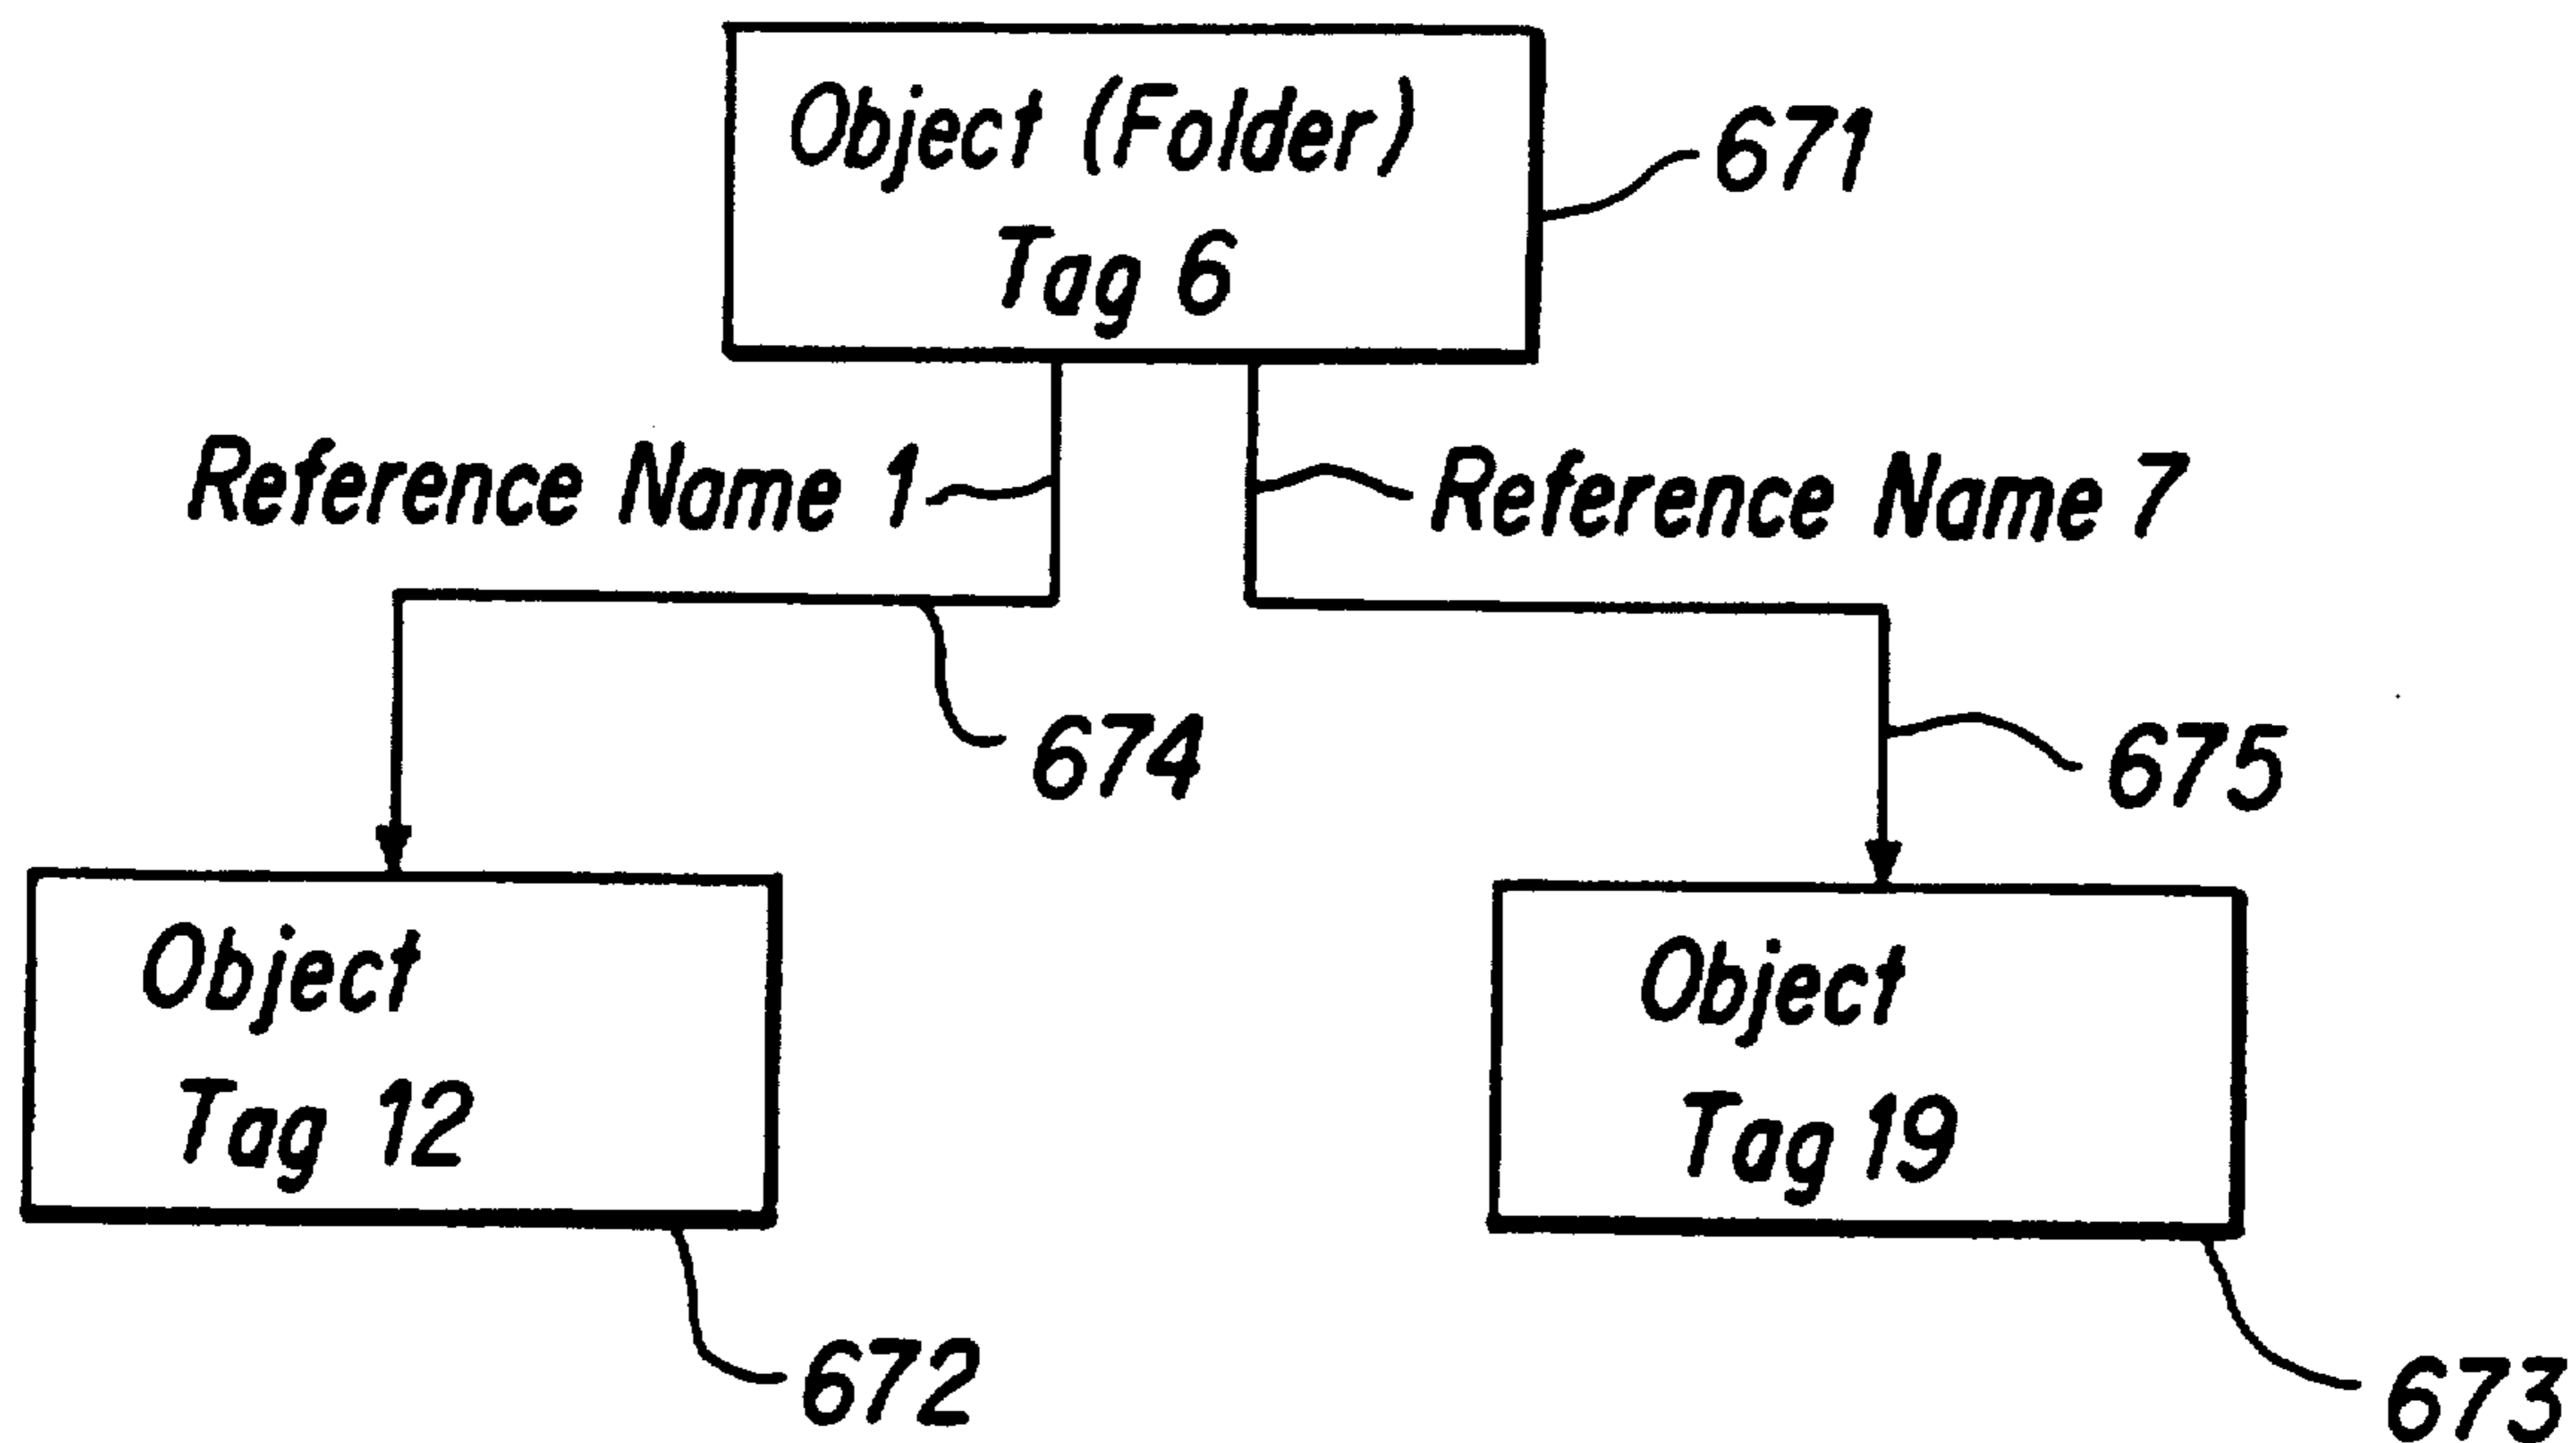 Object (Folder)
Tag 6
671
Reference Name 1
Reference Name 7
674
675
Object
Tag 12
Object
Tag 19
672
673